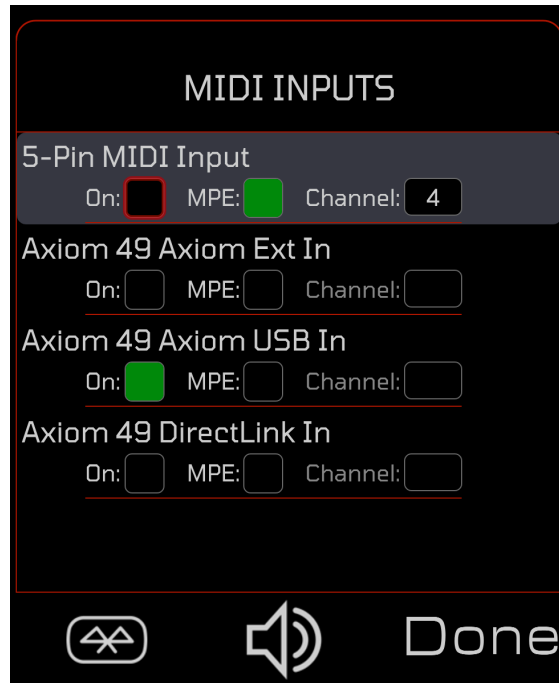 MIDI INPUTS
5-Pin MIDI Input
On: MPE: Channel: 4
Axiom 49 Axiom Ext In
On: MPE: Channel:
Axiom 49 Axiom USB In
On: MPE: Channel:
Axiom 49 DirectLink In
On: MPE: Channel:
Done